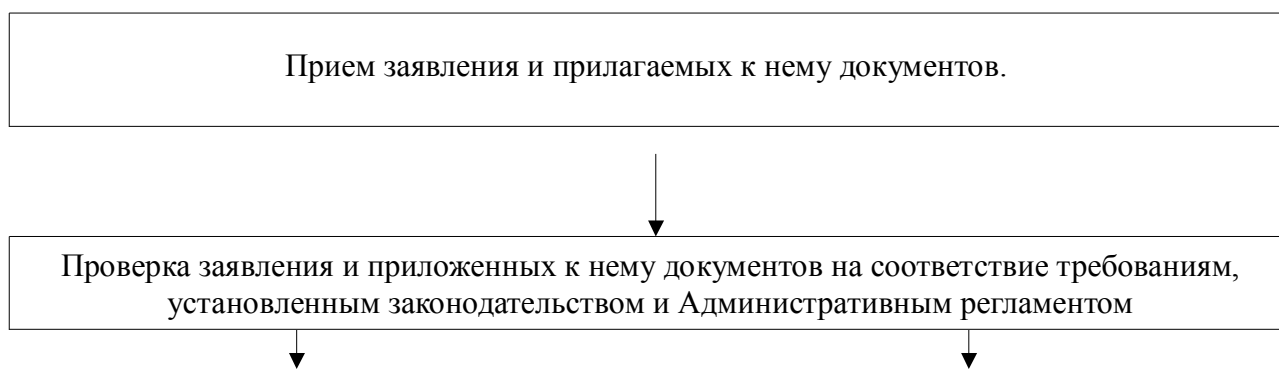 Прием заявления и прилагаемых к нему документов.
Проверка заявления и приложенных к нему документов на соответствие требованиям,
установленным законодательством и Административным регламентом